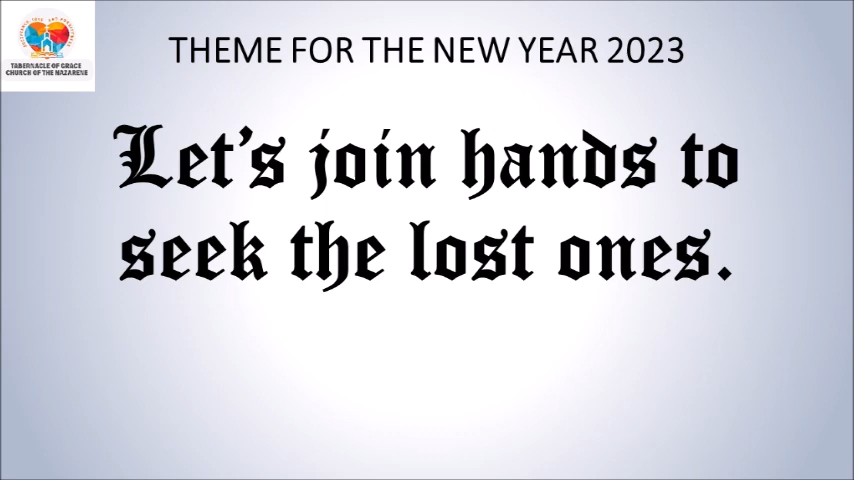 TABERNACLE OF GRACE
CHURCH OF THE NAZARENE
THEME FOR THE NEW YEAR 2023
Let's join hands to
seek the lost ones.